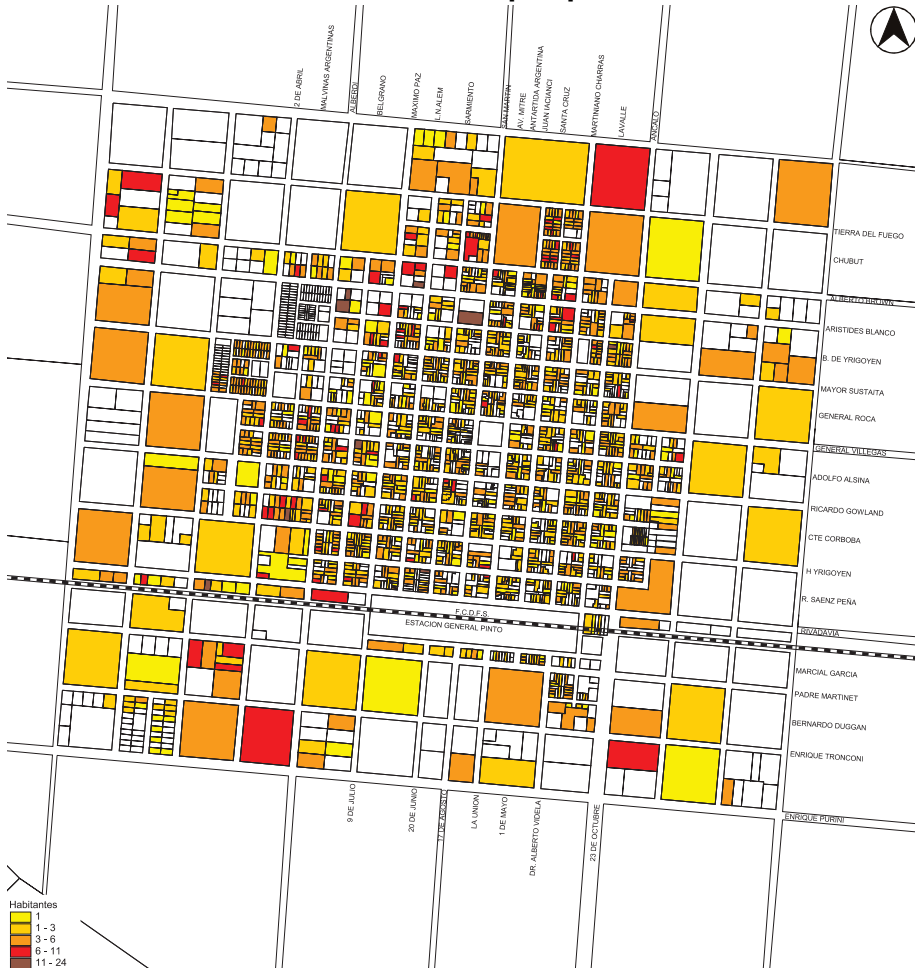 2 DE ABRIL
MALVINAS ARGENTINAS
ALBERDI
BELGRANO
MAXIMO PAZ
L.N.ALEM
SARMIENTO
SAN MARTIN
AV. MITRE
ANTARTIDA ARGENTINA
JUAN IACIANCI
SANTA CRUZ
MARTINIANO CHARRAS
LAVALLE
ANCALO
TIERRA DEL FUEGO
CHUBUT
ALBERTO BROWN
ARISTIDES BLANCO
B. DE YRIGOYEN
MAYOR SUSTAITA
GENERAL ROCA
GENERAL VILLEGAS
ADOLFO ALSINA
RICARDO GOWLAND
CTE CORBOBA
H YRIGOYEN
R. SAENZ PEÑA
RIVADAVIA
F.C.D.F.S.
ESTACION GENERAL PINTO
MARCIAL GARCIA
PADRE MARTINET
BERNARDO DUGGAN
ENRIQUE TRONCONI
ENRIQUE PURINI
9 DE JULIO
20 DE JUNIO
17 DE AGOSTO
LA UNION
1 DE MAYO
DR. ALBERTO VIDELA
23 DE OCTUBRE
Habitantes
1
1 - 3
3 - 6
6 - 11
11 - 24